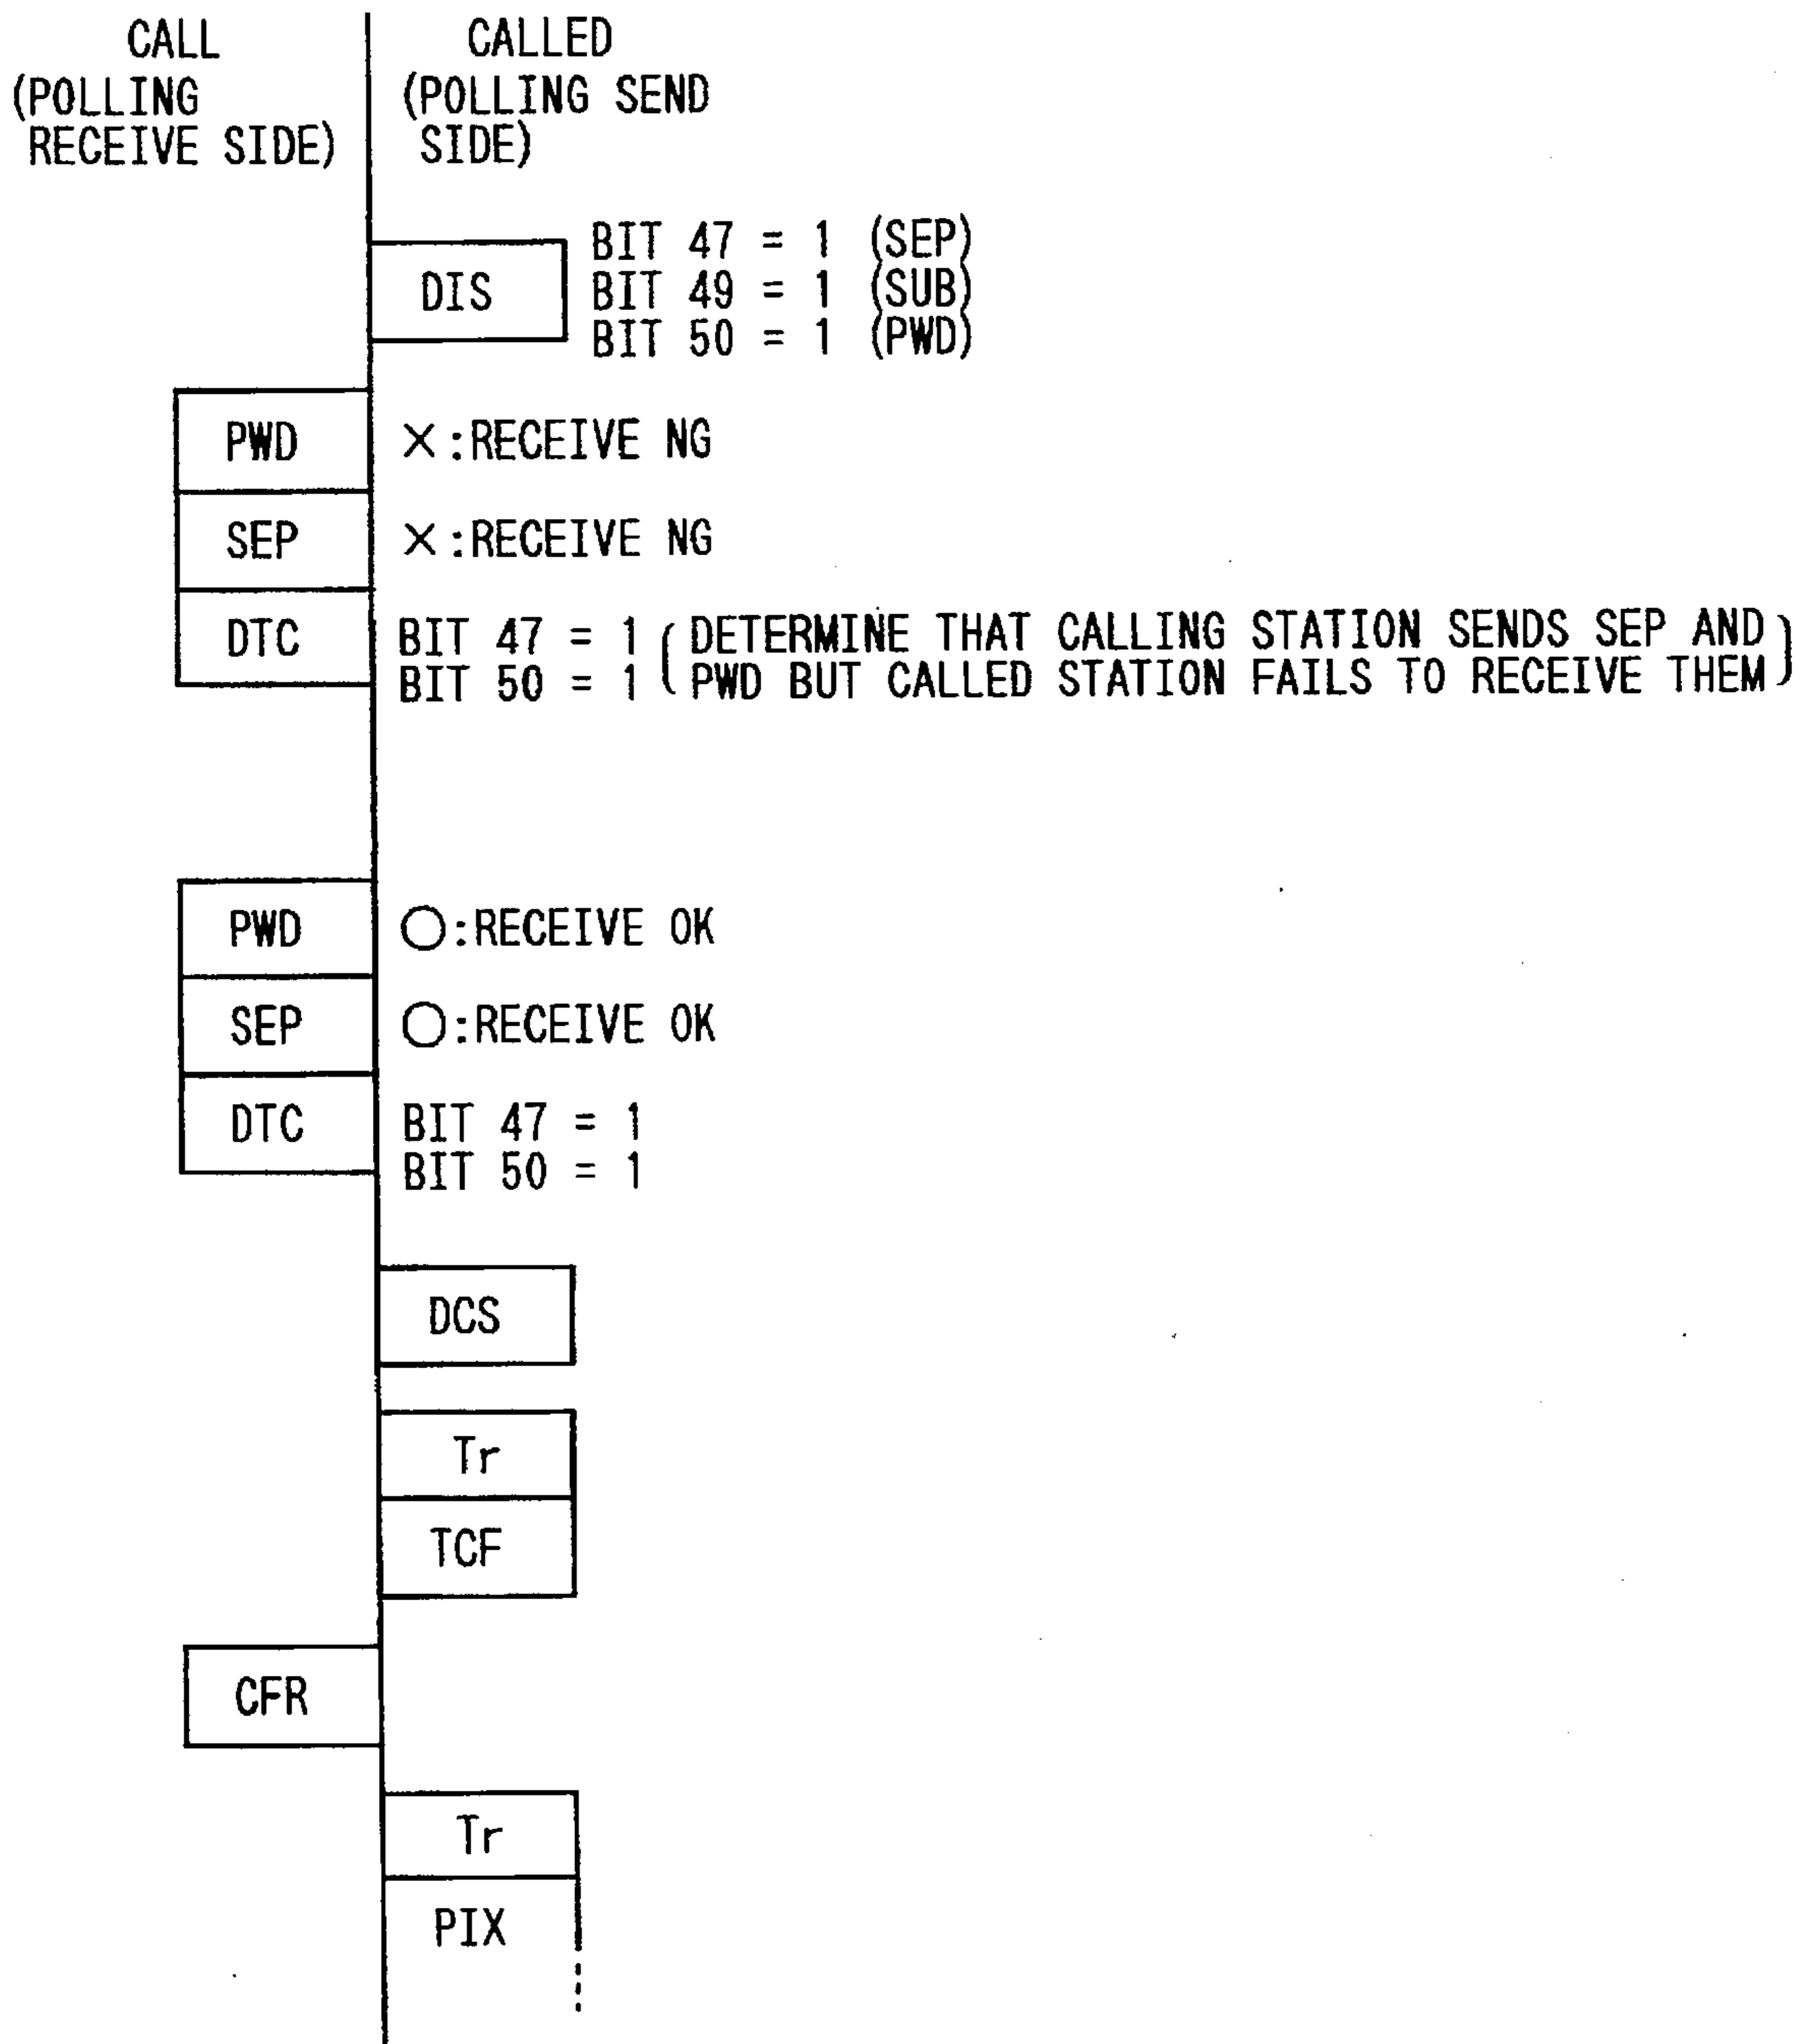 CALL
(POLLING
RECEIVE SIDE)
CALLED
(POLLING SEND
SIDE)
DIS
BIT 47 = 1 (SEP)
BIT 49 = 1 (SUB)
BIT 50 = 1 (PWD)
PWD
×:RECEIVE NG
SEP
×:RECEIVE NG
DTC
BIT 47 = 1
BIT 50 = 1
(DETERMINE THAT CALLING STATION SENDS SEP AND
PWD BUT CALLED STATION FAILS TO RECEIVE THEM)
PWD
○:RECEIVE OK
SEP
○:RECEIVE OK
DTC
BIT 47 = 1
BIT 50 = 1
DCS
Tr
TCF
CFR
Tr
PIX